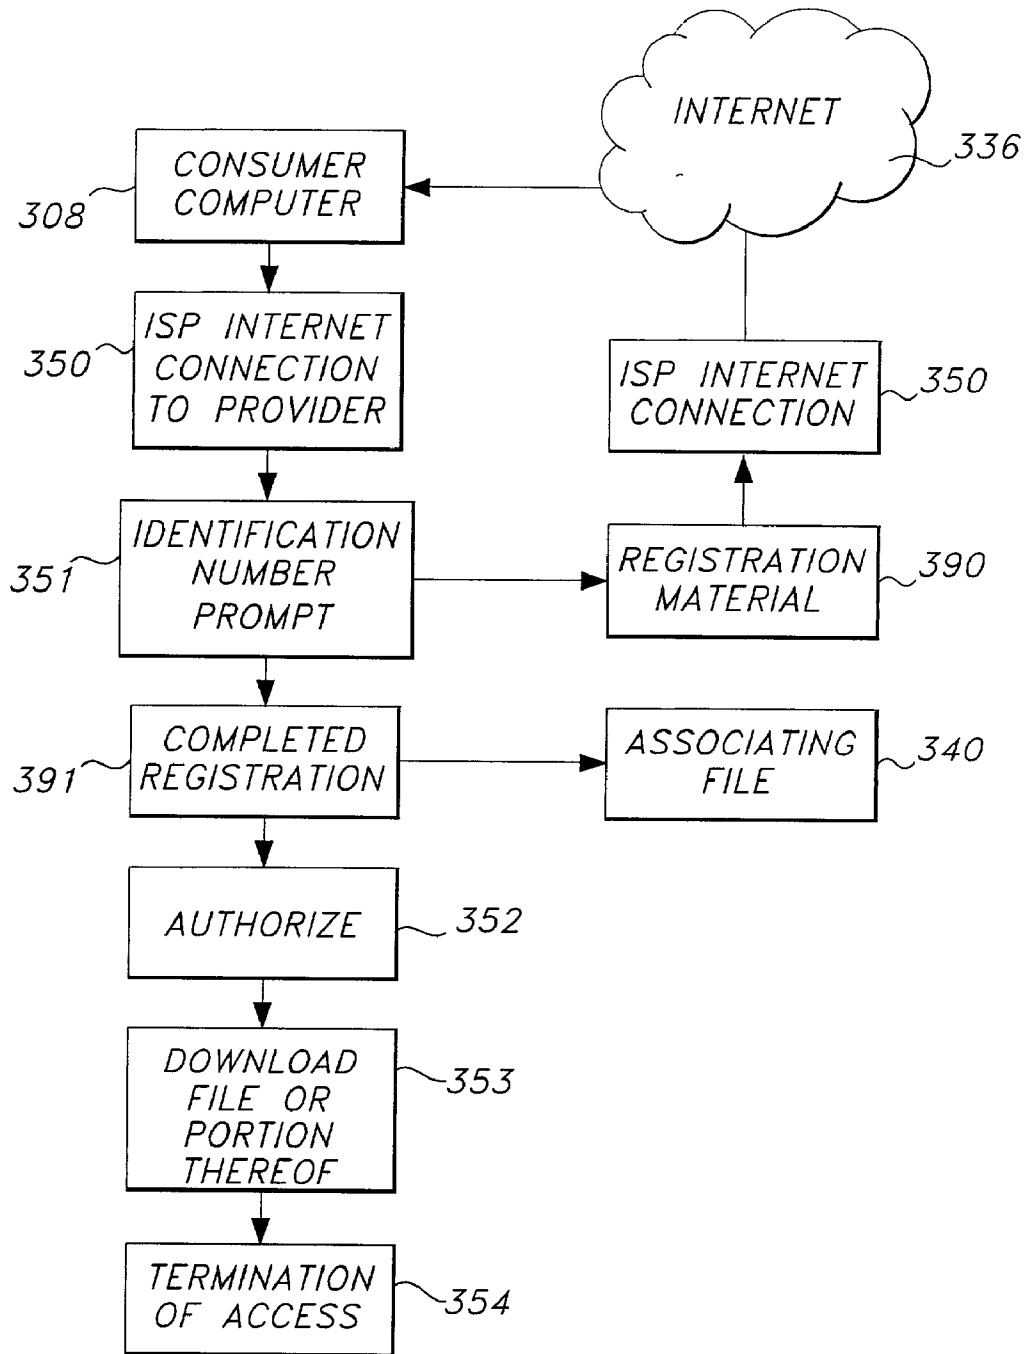 INTERNET
336
CONSUMER
COMPUTER
308
ISP INTERNET
CONNECTION
TO PROVIDER
350
ISP INTERNET
CONNECTION
350
IDENTIFICATION
NUMBER
PROMPT
351
REGISTRATION
MATERIAL
390
COMPLETED
REGISTRATION
391
ASSOCIATING
FILE
340
AUTHORIZE
352
DOWNLOAD
FILE OR
PORTION
THEREOF
353
TERMINATION
OF ACCESS
354